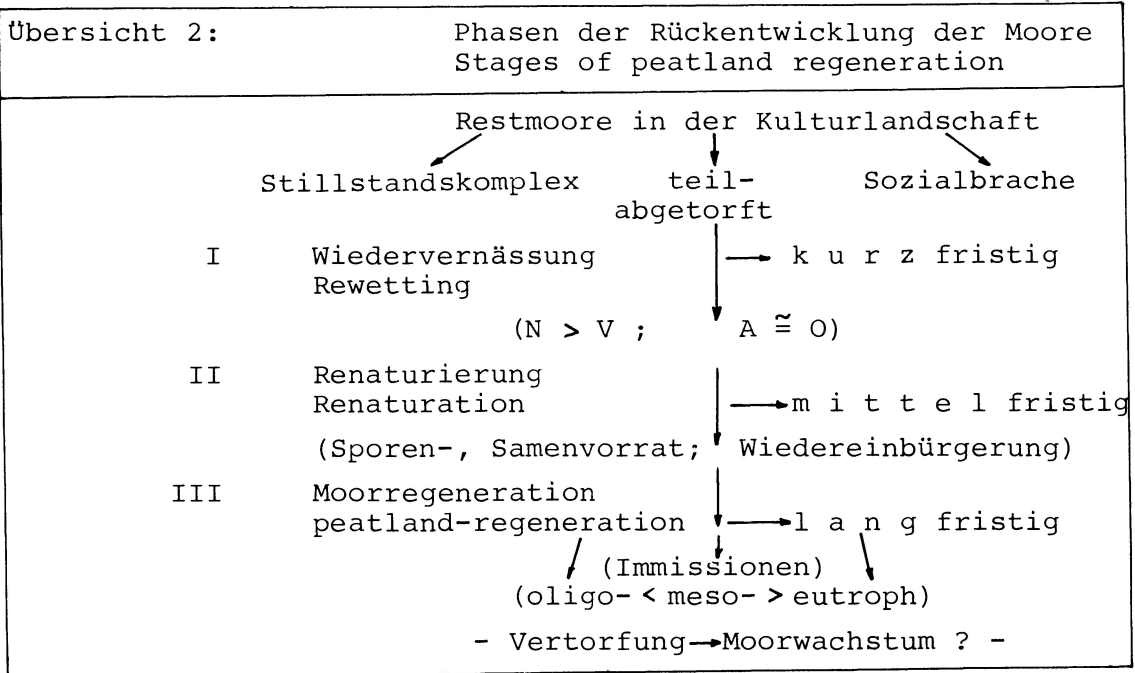 Übersicht 2: Phasen der Rückentwicklung der Moore
Stages of peatland regeneration
Restmoore in der Kulturlandschaft
Stillstandskomplex teil- Sozialbrache
abgetorft
I Wiedervernässung → k u r z fristig
Rewetting
(N > V ; A ≅ O)
II Renaturierung
Renaturation → m i t t e l fristig
(Sporen-, Samenvorrat; Wiedereinbürgerung)
III Moorregeneration
peatland-regeneration → l a n g fristig
(Immissionen)
(oligo- < meso- > eutroph)
- Vertorfung → Moorwachstum ? -